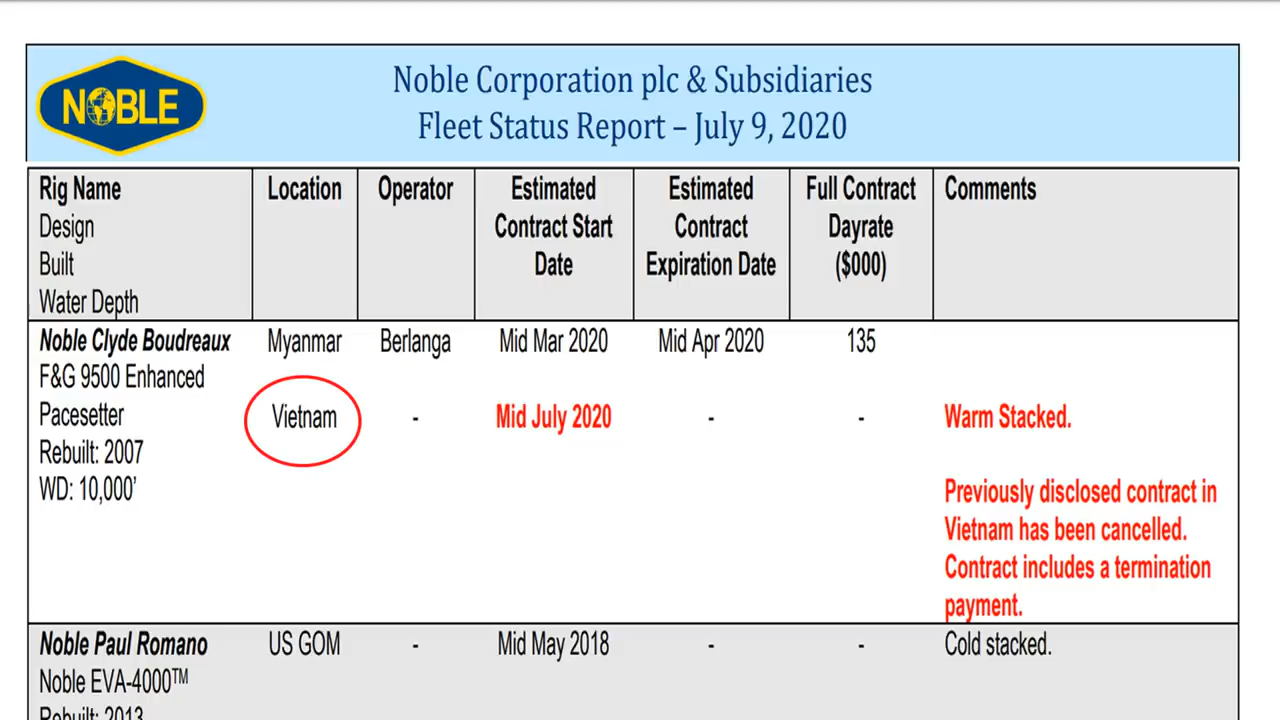 NOBLE
Noble Corporation plc & Subsidiaries
Fleet Status Report – July 9, 2020
Rig Name
Design
Built
Water Depth
Location
Operator
Estimated
Contract Start
Date
Estimated
Contract
Expiration Date
Full Contract
Dayrate
($000)
Comments
Noble Clyde Boudreaux
F&G 9500 Enhanced
Pacesetter
Rebuilt: 2007
WD: 10,000’
Myanmar
Berlanga
Mid Mar 2020
Mid Apr 2020
135
Vietnam
-
Mid July 2020
-
-
Warm Stacked.
Previously disclosed contract in
Vietnam has been cancelled.
Contract includes a termination
payment.
Noble Paul Romano
Noble EVA-4000™
Rebuilt: 2013
US GOM
-
Mid May 2018
-
-
Cold stacked.